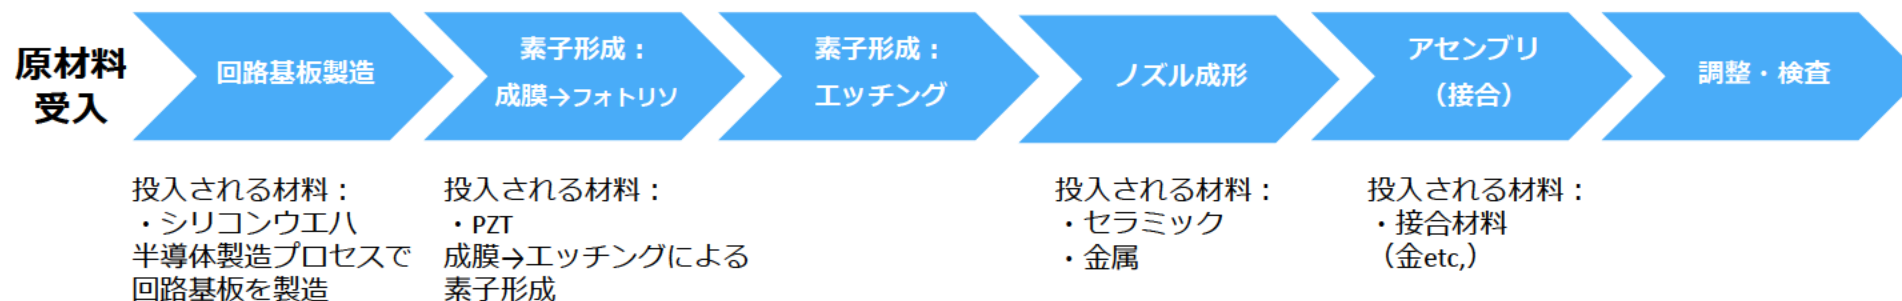 原材料
受入
回路基板製造
素子形成：
成膜→フォトリソ
素子形成：
エッチング
ノズル成形
アセンブリ
（接合）
調整・検査
投入される材料：
・シリコンウエハ
半導体製造プロセスで
回路基板を製造
投入される材料：
・PZT
成膜→エッチングによる
素子形成
投入される材料：
・セラミック
・金属
投入される材料：
・接合材料
（金etc,）